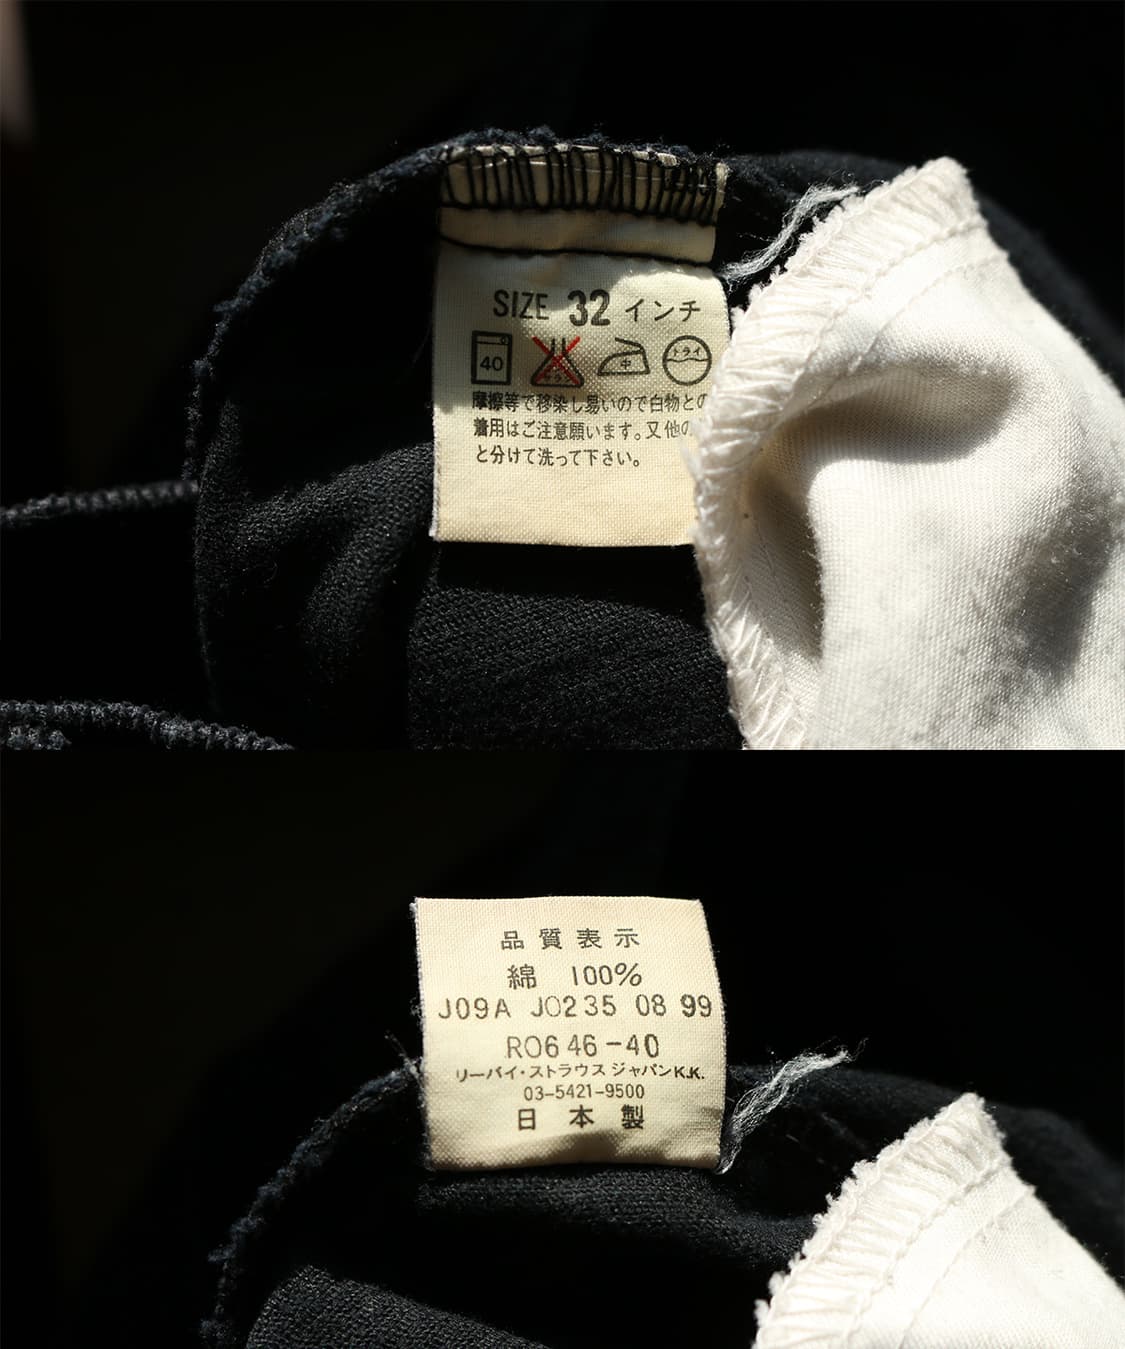 SIZE 32 インチ
40 サラシ 中 ドライ
摩擦等で移染し易いので白物との
着用はご注意願います。又他の
と分けて洗って下さい。
品質表示
綿 100%
J09A J0235 08 99
R0646-40
リーバイ・ストラウス ジャパンK.K.
03-5421-9500
日本製